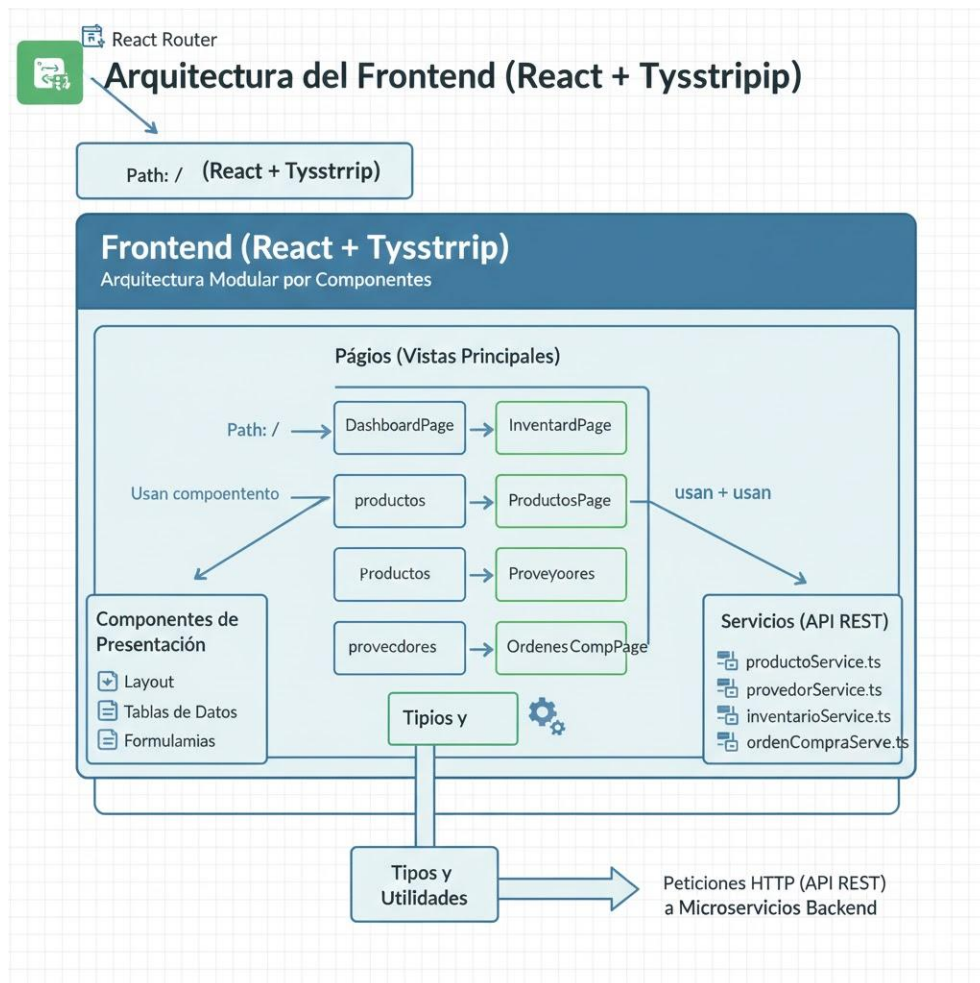 React Router
Arquitectura del Frontend (React + Tysstripip)
Path: / (React + Tysstrrip)
Frontend (React + Tysstrrip)
Arquitectura Modular por Componentes
Págios (Vistas Principales)
Path: /
DashboardPage
InventardPage
Usan compoentento
productos
ProductosPage
usan + usan
Productos
Proveyoores
provecdores
OrdenesCompPage
Componentes de
Presentación
Layout
Tablas de Datos
Formulamias
Servicios (API REST)
productoService.ts
provedorService.ts
inventarioService.ts
ordenCompraServe.ts
Tipios y
Tipos y
Utilidades
Peticiones HTTP (API REST)
a Microservicios Backend